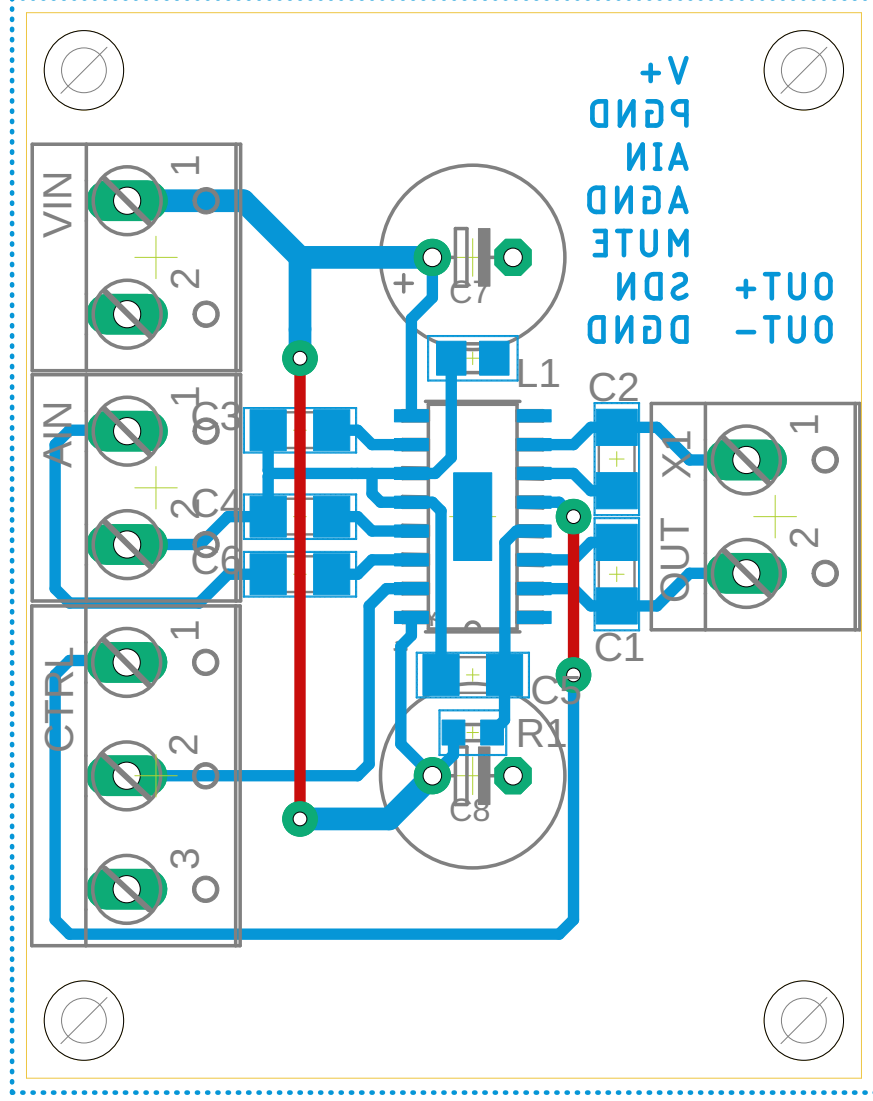 V+
PGND
AIN
AGND
MUTE
SDN OUT+
DGND OUT-
VIN
1
2
+
C7
L1
AIN
1
2
C3
C4
C6
C2
X1
1
OUT
2
C1
CTRL
1
2
3
C5
R1
C8